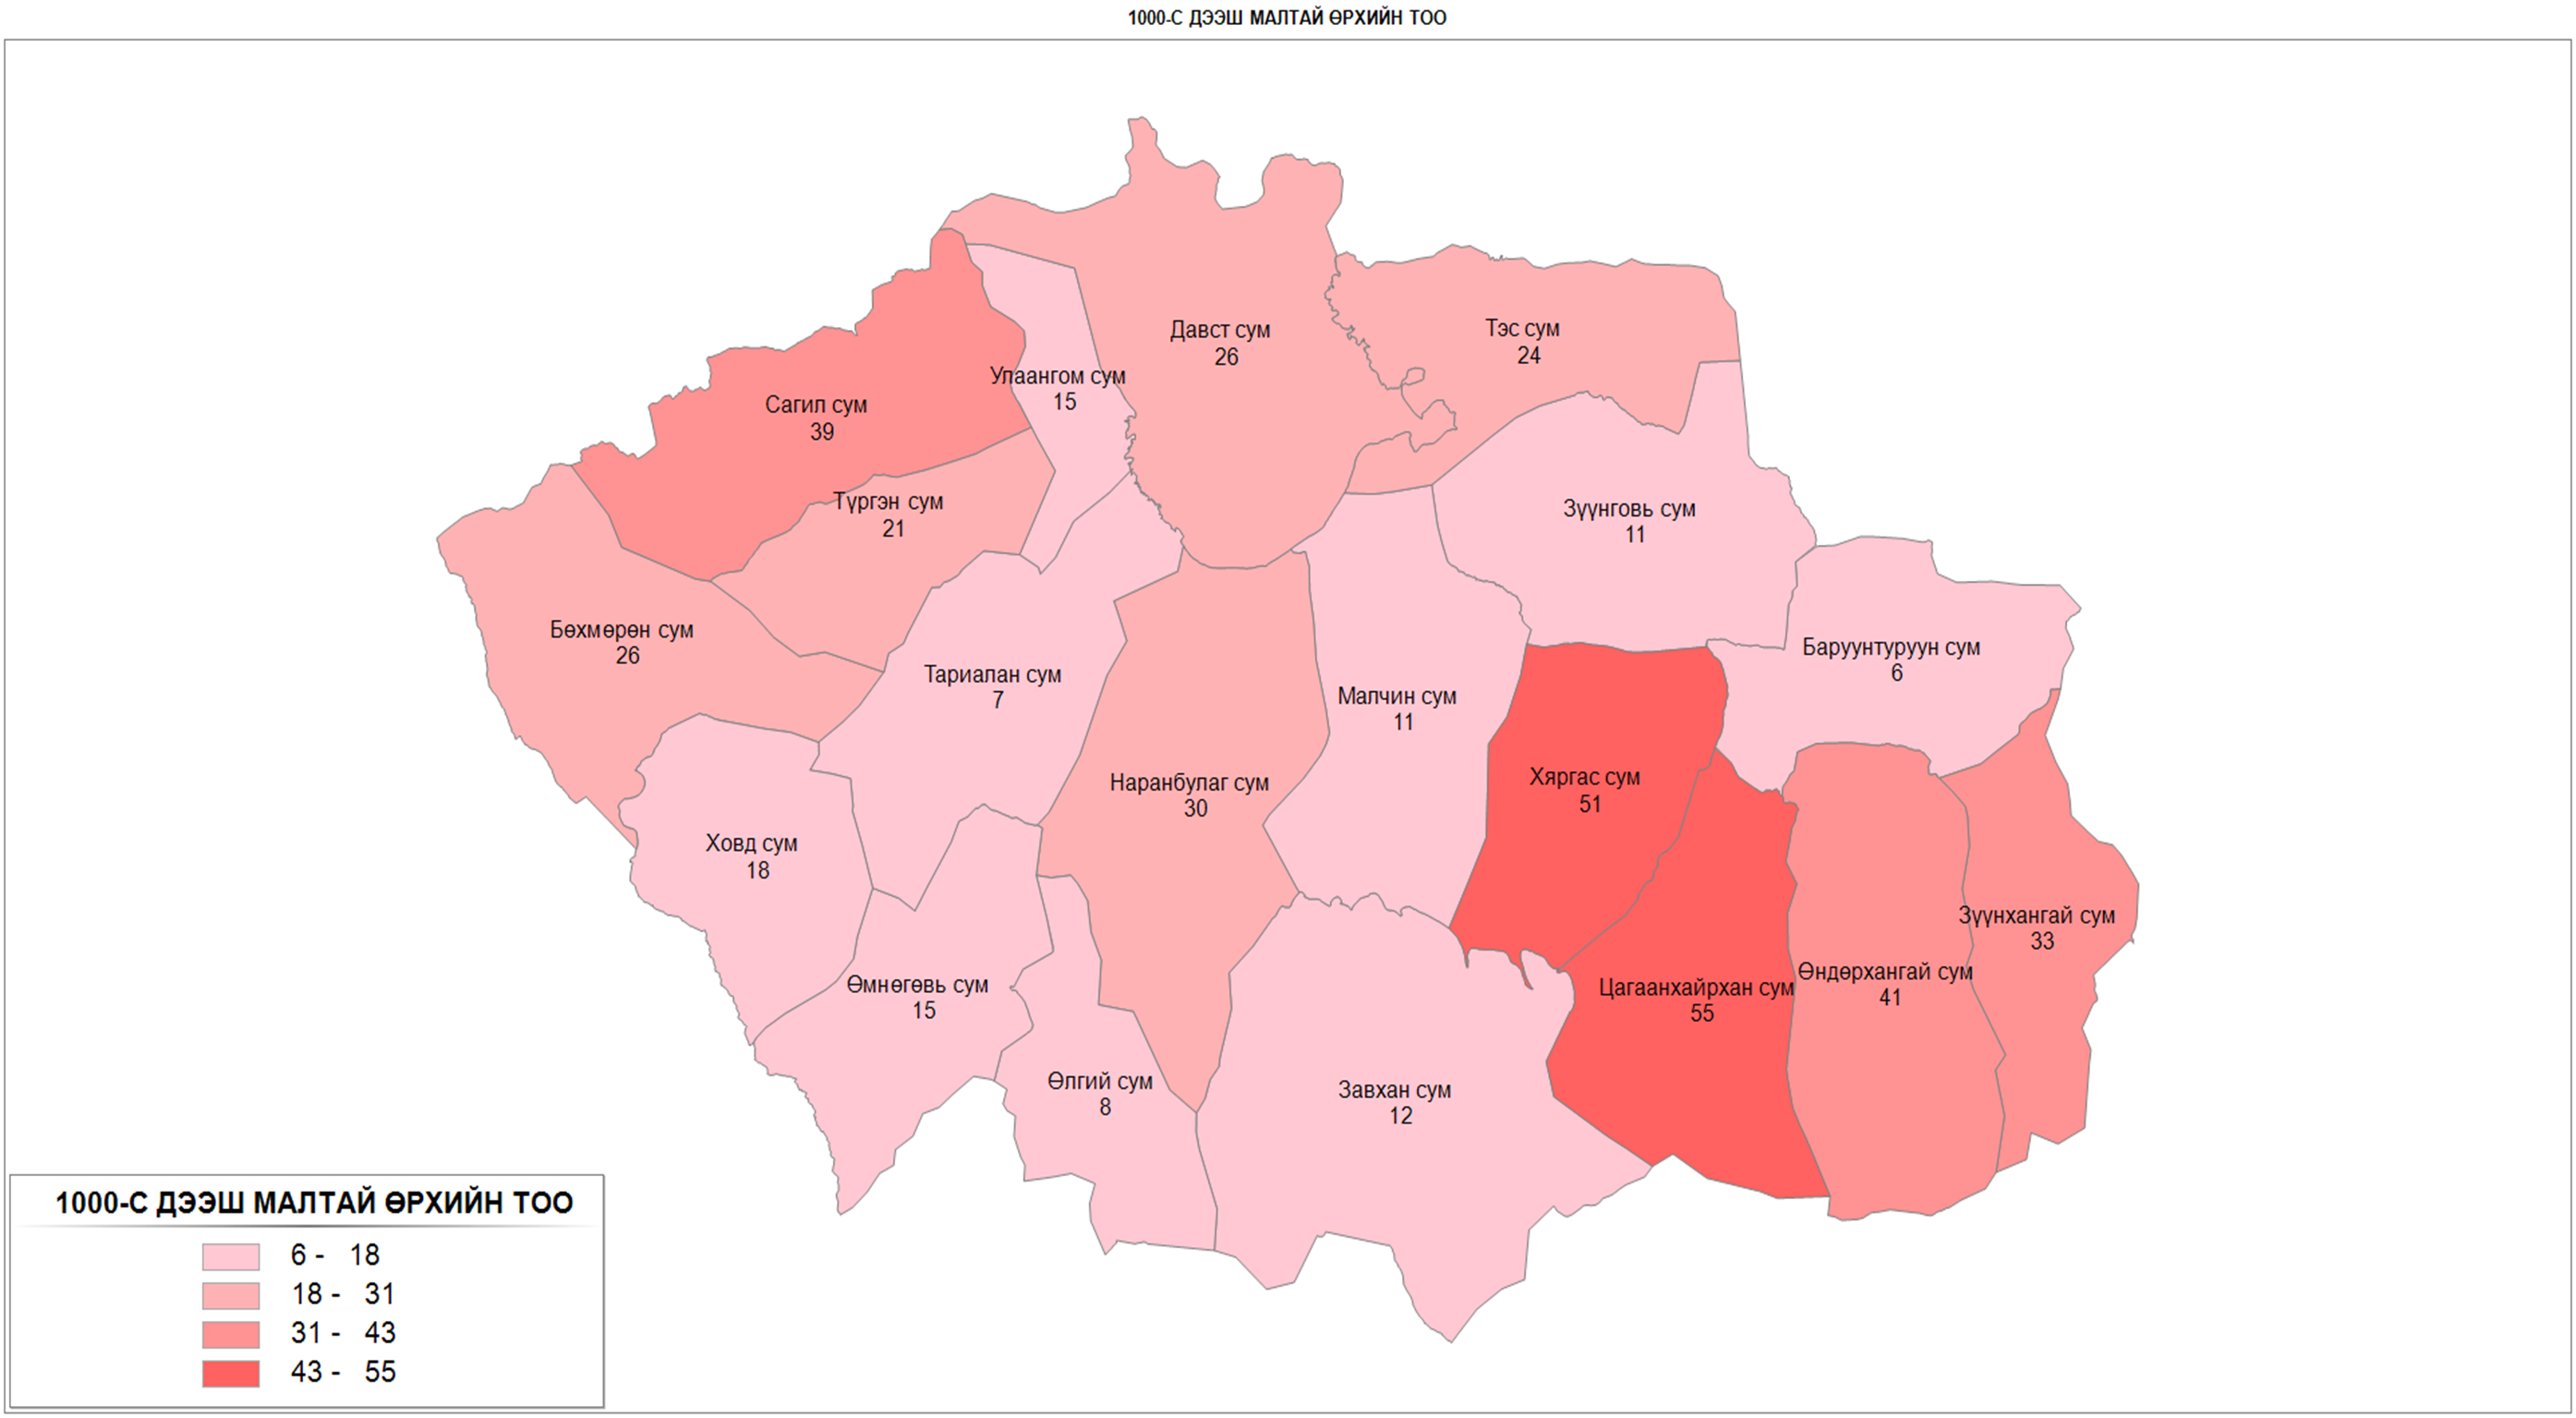 1000-С ДЭЭШ МАЛТАЙ ӨРХИЙН ТОО
Давст сум
26
Тэс сум
24
Улаангом сум
15
Сагил сум
39
Түргэн сум
21
Зүүнговь сум
11
Бөхмөрөн сум
26
Баруунтуруун сум
6
Тариалан сум
7
Малчин сум
11
Хяргас сум
51
Наранбулаг сум
30
Ховд сум
18
Зүүнхангай сум
33
Өндөрхангай сум
41
Цагаанхайрхан сум
55
Өмнөговь сум
15
Өлгий сум
8
Завхан сум
12
1000-С ДЭЭШ МАЛТАЙ ӨРХИЙН ТОО
6 - 18
18 - 31
31 - 43
43 - 55